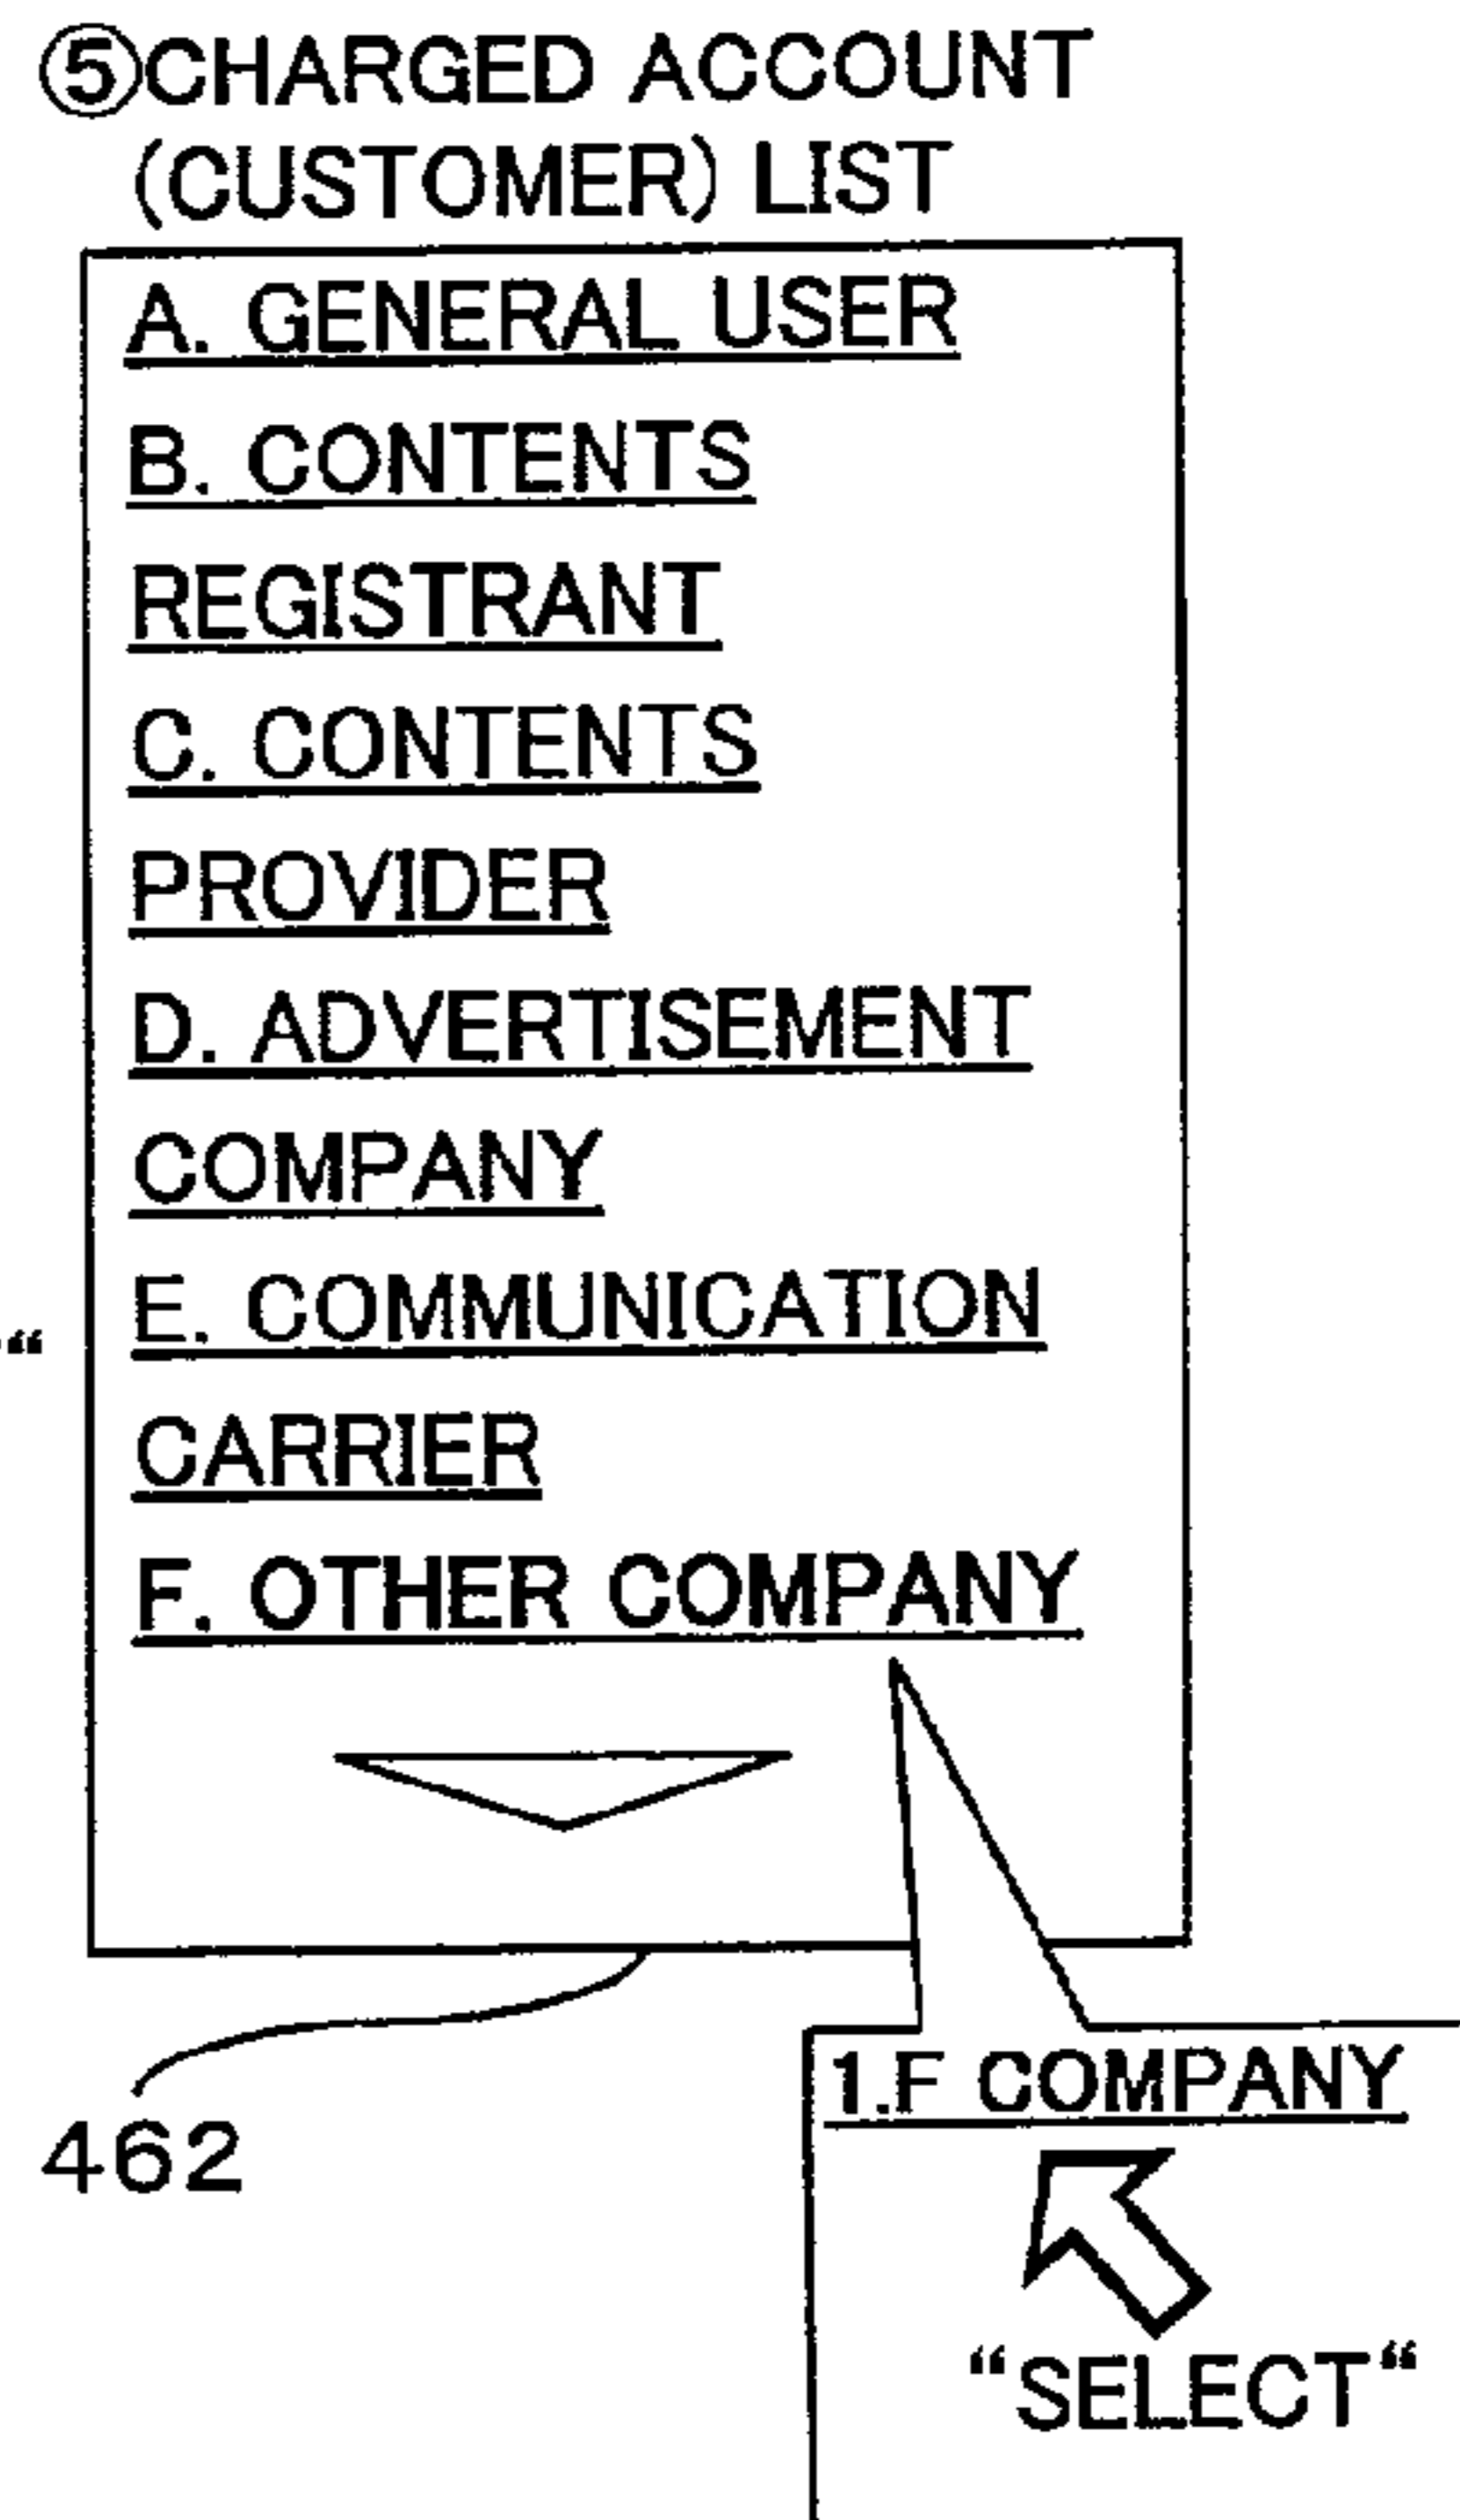 ⑤CHARGED ACCOUNT
(CUSTOMER) LIST
A. GENERAL USER
B. CONTENTS
REGISTRANT
C. CONTENTS
PROVIDER
D. ADVERTISEMENT
COMPANY
E. COMMUNICATION
CARRIER
F. OTHER COMPANY
462
1.F COMPANY
“SELECT“